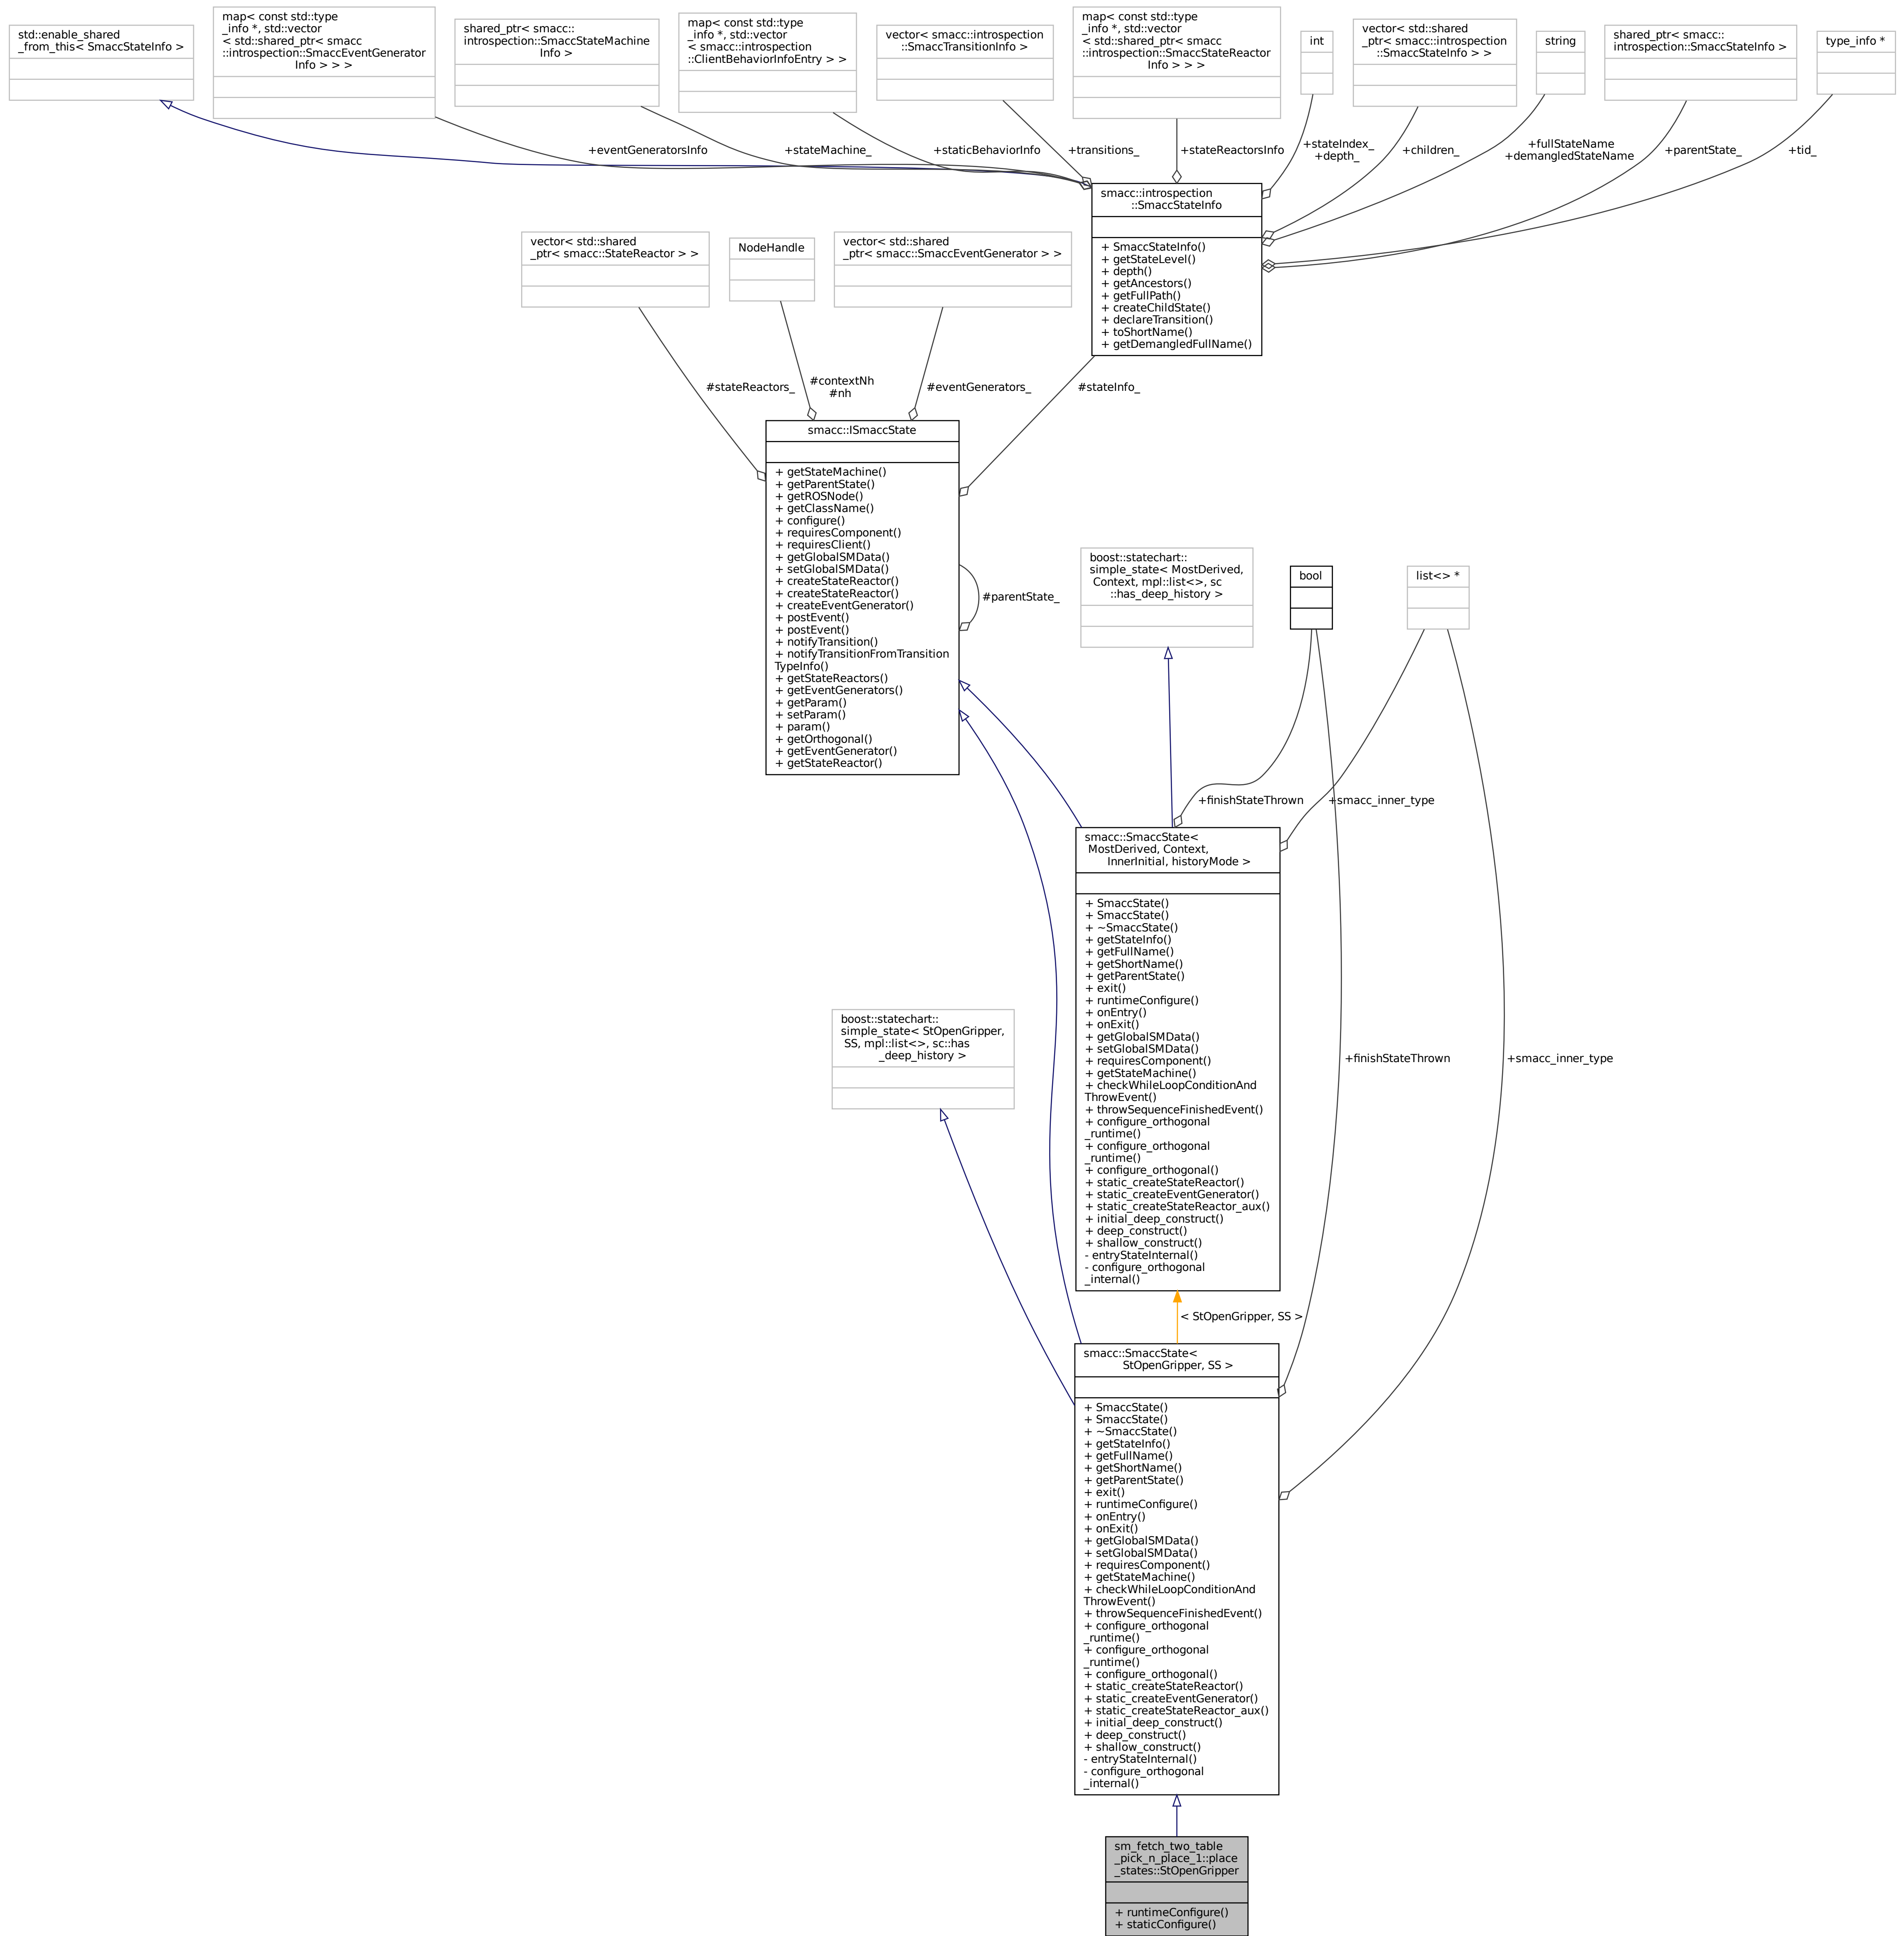 std::enable_shared
_from_this< SmaccStateInfo >
map< const std::type
_info *, std::vector
< std::shared_ptr< smacc
::introspection::SmaccEventGenerator
Info > > >
shared_ptr< smacc::
introspection::SmaccStateMachine
Info >
map< const std::type
_info *, std::vector
< smacc::introspection
::ClientBehaviorInfoEntry > >
vector< smacc::introspection
::SmaccTransitionInfo >
map< const std::type
_info *, std::vector
< std::shared_ptr< smacc
::introspection::SmaccStateReactor
Info > > >
int
vector< std::shared
_ptr< smacc::introspection
::SmaccStateInfo > >
string
shared_ptr< smacc::
introspection::SmaccStateInfo >
type_info *
+eventGeneratorsInfo
+stateMachine_
+staticBehaviorInfo
+transitions_
+stateReactorsInfo
+stateIndex_
+depth_
+children_
+fullStateName
+demangledStateName
+parentState_
+tid_
smacc::introspection
::SmaccStateInfo
+ SmaccStateInfo()
+ getStateLevel()
+ depth()
+ getAncestors()
+ getFullPath()
+ createChildState()
+ declareTransition()
+ toShortName()
+ getDemangledFullName()
vector< std::shared
_ptr< smacc::StateReactor > >
NodeHandle
vector< std::shared
_ptr< smacc::SmaccEventGenerator > >
#stateReactors_
#contextNh
#nh
#eventGenerators_
#stateInfo_
smacc::ISmaccState
+ getStateMachine()
+ getParentState()
+ getROSNode()
+ getClassName()
+ configure()
+ requiresComponent()
+ requiresClient()
+ getGlobalSMData()
+ setGlobalSMData()
+ createStateReactor()
+ createStateReactor()
+ createEventGenerator()
+ postEvent()
+ postEvent()
+ notifyTransition()
+ notifyTransitionFromTransition
TypeInfo()
+ getStateReactors()
+ getEventGenerators()
+ getParam()
+ setParam()
+ param()
+ getOrthogonal()
+ getEventGenerator()
+ getStateReactor()
#parentState_
boost::statechart::
simple_state< MostDerived,
Context, mpl::list<>, sc
::has_deep_history >
bool
list<> *
+finishStateThrown
+smacc_inner_type
smacc::SmaccState<
MostDerived, Context,
InnerInitial, historyMode >
+ SmaccState()
+ SmaccState()
+ ~SmaccState()
+ getStateInfo()
+ getFullName()
+ getShortName()
+ getParentState()
+ exit()
+ runtimeConfigure()
+ onEntry()
+ onExit()
+ getGlobalSMData()
+ setGlobalSMData()
+ requiresComponent()
+ getStateMachine()
+ checkWhileLoopConditionAnd
ThrowEvent()
+ throwSequenceFinishedEvent()
+ configure_orthogonal
_runtime()
+ configure_orthogonal
_runtime()
+ configure_orthogonal()
+ static_createStateReactor()
+ static_createEventGenerator()
+ static_createStateReactor_aux()
+ initial_deep_construct()
+ deep_construct()
+ shallow_construct()
- entryStateInternal()
- configure_orthogonal
_internal()
boost::statechart::
simple_state< StOpenGripper,
SS, mpl::list<>, sc::has
_deep_history >
+finishStateThrown
+smacc_inner_type
< StOpenGripper, SS >
smacc::SmaccState<
StOpenGripper, SS >
+ SmaccState()
+ SmaccState()
+ ~SmaccState()
+ getStateInfo()
+ getFullName()
+ getShortName()
+ getParentState()
+ exit()
+ runtimeConfigure()
+ onEntry()
+ onExit()
+ getGlobalSMData()
+ setGlobalSMData()
+ requiresComponent()
+ getStateMachine()
+ checkWhileLoopConditionAnd
ThrowEvent()
+ throwSequenceFinishedEvent()
+ configure_orthogonal
_runtime()
+ configure_orthogonal
_runtime()
+ configure_orthogonal()
+ static_createStateReactor()
+ static_createEventGenerator()
+ static_createStateReactor_aux()
+ initial_deep_construct()
+ deep_construct()
+ shallow_construct()
- entryStateInternal()
- configure_orthogonal
_internal()
sm_fetch_two_table
_pick_n_place_1::place
_states::StOpenGripper
+ runtimeConfigure()
+ staticConfigure()